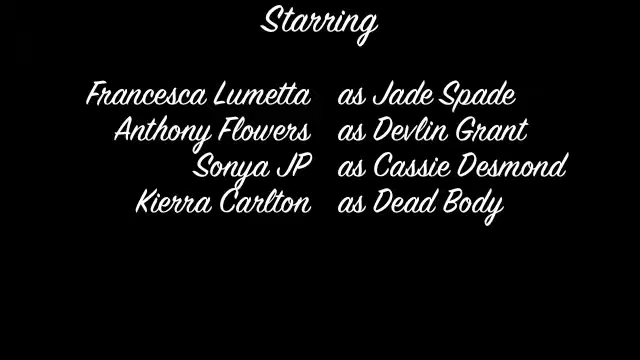 Starring
Francesca Lumetta as Jade Spade
Anthony Flowers as Devlin Grant
Sonya JP as Cassie Desmond
Kierra Carlton as Dead Body